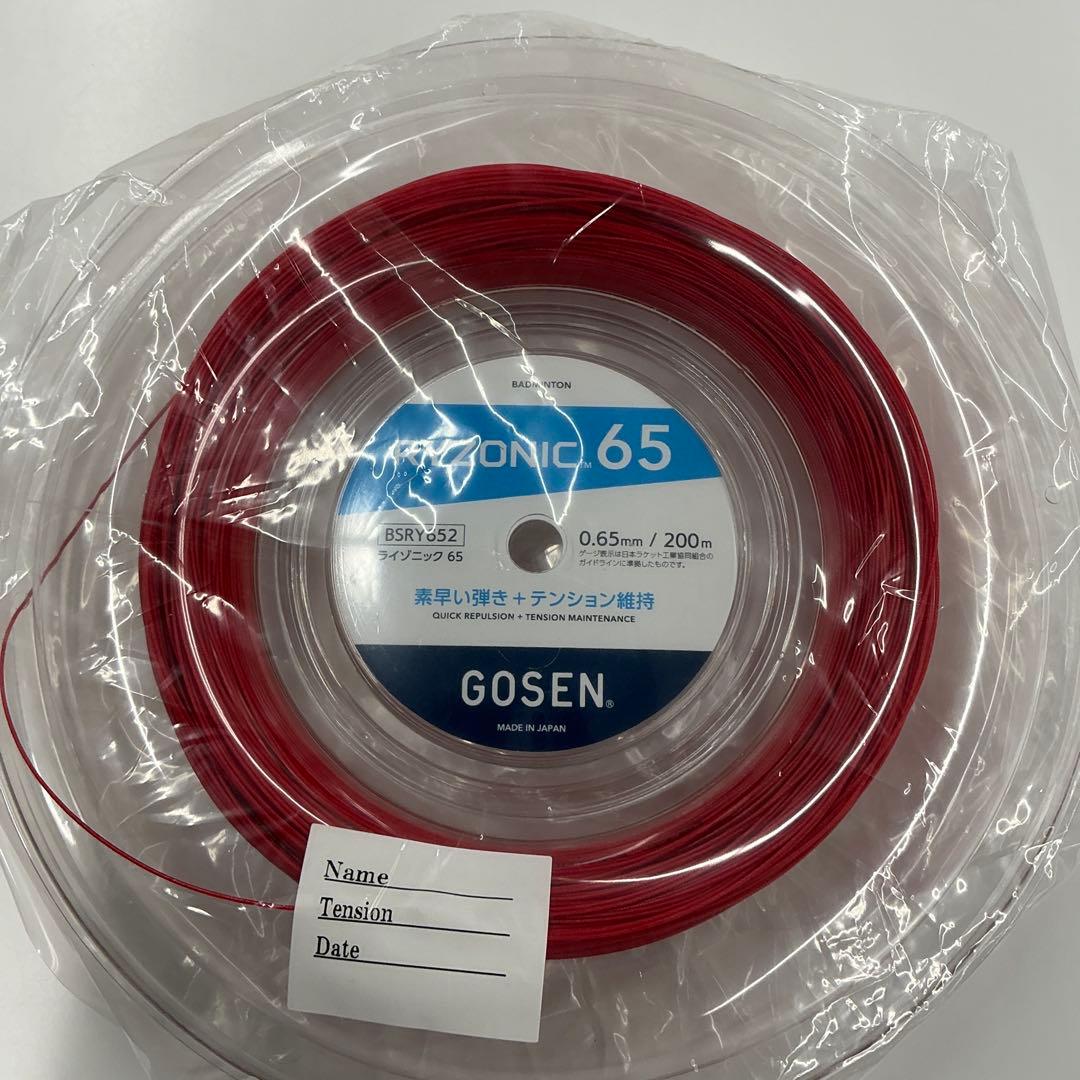 BADMINTON
RYZONIC™ 65
BSRY652
ライゾニック 65
0.65mm / 200m
ゲージ表示は日本ラケット工業協同組合の
ガイドラインに準拠したものです。
素早い弾き+テンション維持
QUICK REPULSION + TENSION MAINTENANCE
GOSEN®
MADE IN JAPAN
Name
Tension
Date